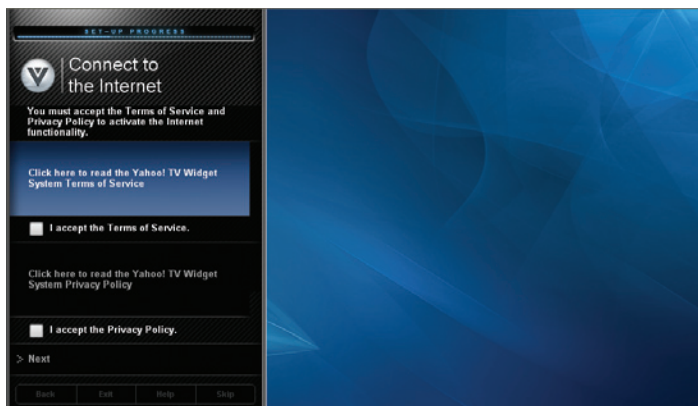 SET-UP PROGRESS
Connect to
the Internet
You must accept the Terms of Service and
Privacy Policy to activate the Internet
functionality.
Click here to read the Yahoo! TV Widget
System Terms of Service
I accept the Terms of Service.
Click here to read the Yahoo! TV Widget
System Privacy Policy
I accept the Privacy Policy.
> Next
Back Exit Help Skip